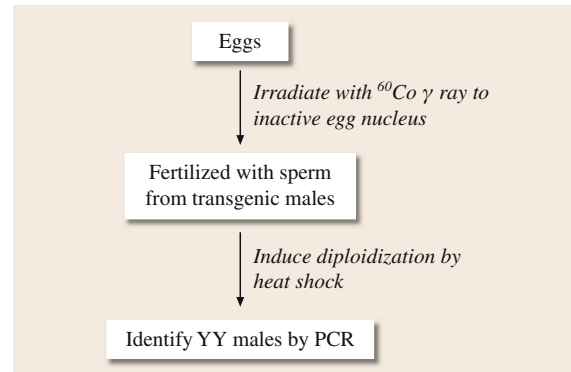 Eggs
Irradiate with ⁶⁰Co γ ray to
inactive egg nucleus
Fertilized with sperm
from transgenic males
Induce diploidization by
heat shock
Identify YY males by PCR